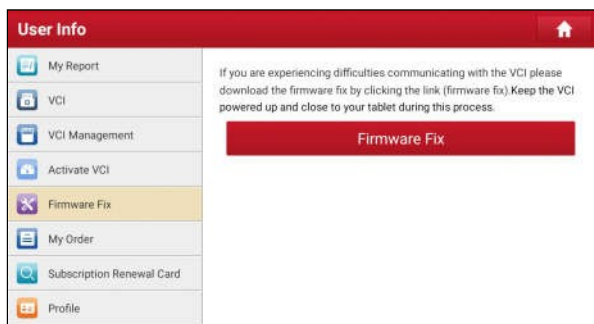 User Info
My Report
VCI
VCI Management
Activate VCI
Firmware Fix
My Order
Subscription Renewal Card
Profile
If you are experiencing difficulties communicating with the VCI please
download the firmware fix by clicking the link (firmware fix).Keep the VCI
powered up and close to your tablet during this process.
Firmware Fix